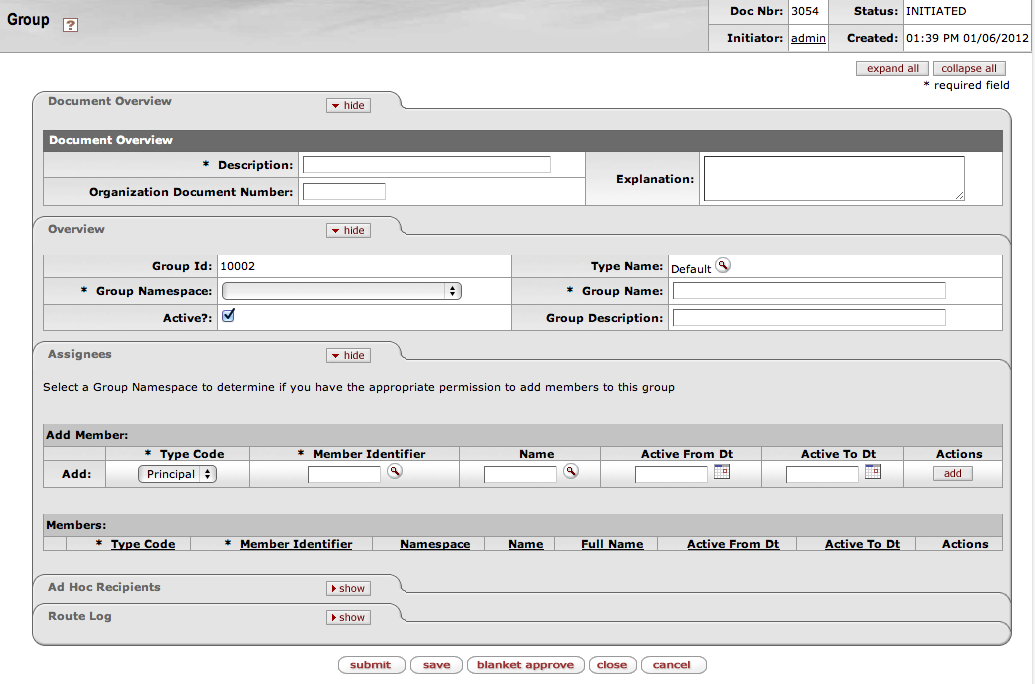 Group ?
Doc Nbr: 3054 Status: INITIATED
Initiator: admin Created: 01:39 PM 01/06/2012
expand all collapse all
* required field
Document Overview hide
Document Overview
* Description:
Explanation:
Organization Document Number:
Overview hide
Group Id: 10002 Type Name: Default
* Group Namespace: * Group Name:
Active?: Group Description:
Assignees hide
Select a Group Namespace to determine if you have the appropriate permission to add members to this group
Add Member:
* Type Code * Member Identifier Name Active From Dt Active To Dt Actions
Add: Principal add
Members:
* Type Code * Member Identifier Namespace Name Full Name Active From Dt Active To Dt Actions
Ad Hoc Recipients show
Route Log show
submit save blanket approve close cancel